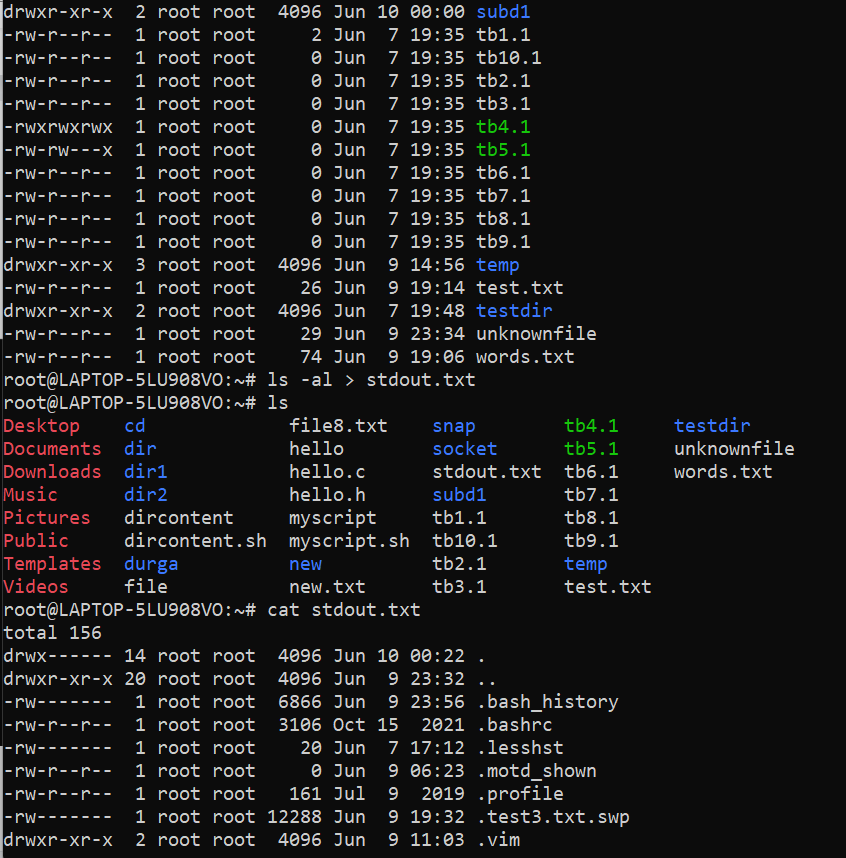 drwxr-xr-x  2 root root  4096 Jun 10 00:00 subd1
-rw-r--r--  1 root root     2 Jun  7 19:35 tb1.1
-rw-r--r--  1 root root     0 Jun  7 19:35 tb10.1
-rw-r--r--  1 root root     0 Jun  7 19:35 tb2.1
-rw-r--r--  1 root root     0 Jun  7 19:35 tb3.1
-rwxrwxrwx  1 root root     0 Jun  7 19:35 tb4.1
-rw-rw---x  1 root root     0 Jun  7 19:35 tb5.1
-rw-r--r--  1 root root     0 Jun  7 19:35 tb6.1
-rw-r--r--  1 root root     0 Jun  7 19:35 tb7.1
-rw-r--r--  1 root root     0 Jun  7 19:35 tb8.1
-rw-r--r--  1 root root     0 Jun  7 19:35 tb9.1
drwxr-xr-x  3 root root  4096 Jun  9 14:56 temp
-rw-r--r--  1 root root    26 Jun  9 19:14 test.txt
drwxr-xr-x  2 root root  4096 Jun  7 19:48 testdir
-rw-r--r--  1 root root    29 Jun  9 23:34 unknownfile
-rw-r--r--  1 root root    74 Jun  9 19:06 words.txt
root@LAPTOP-5LU908VO:~# ls -al > stdout.txt
root@LAPTOP-5LU908VO:~# ls
Desktop    cd             file8.txt    snap        tb4.1     testdir
Documents  dir            hello        socket      tb5.1     unknownfile
Downloads  dir1           hello.c      stdout.txt  tb6.1     words.txt
Music      dir2           hello.h      subd1       tb7.1
Pictures   dircontent     myscript     tb1.1       tb8.1
Public     dircontent.sh  myscript.sh  tb10.1      tb9.1
Templates  durga          new          tb2.1       temp
Videos     file           new.txt      tb3.1       test.txt
root@LAPTOP-5LU908VO:~# cat stdout.txt
total 156
drwx------ 14 root root  4096 Jun 10 00:22 .
drwxr-xr-x 20 root root  4096 Jun  9 23:32 ..
-rw-------  1 root root  6866 Jun  9 23:56 .bash_history
-rw-r--r--  1 root root  3106 Oct 15  2021 .bashrc
-rw-------  1 root root    20 Jun  7 17:12 .lesshst
-rw-r--r--  1 root root     0 Jun  9 06:23 .motd_shown
-rw-r--r--  1 root root   161 Jul  9  2019 .profile
-rw-------  1 root root 12288 Jun  9 19:32 .test3.txt.swp
drwxr-xr-x  2 root root  4096 Jun  9 11:03 .vim